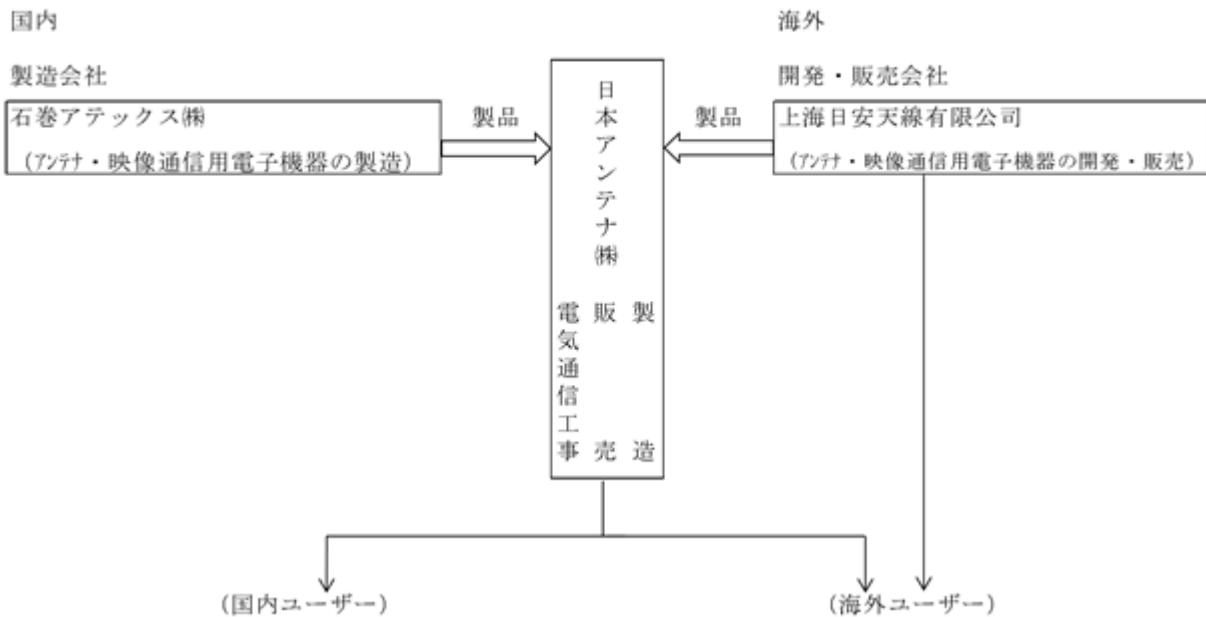 国内
製造会社
石巻アテックス㈱
(ｱﾝﾃﾅ・映像通信用電子機器の製造)
製品
日本アンテナ㈱
製造
販売
電気通信工事
製品
海外
開発・販売会社
上海日安天線有限公司
(ｱﾝﾃﾅ・映像通信用電子機器の開発・販売)
(国内ユーザー)
(海外ユーザー)